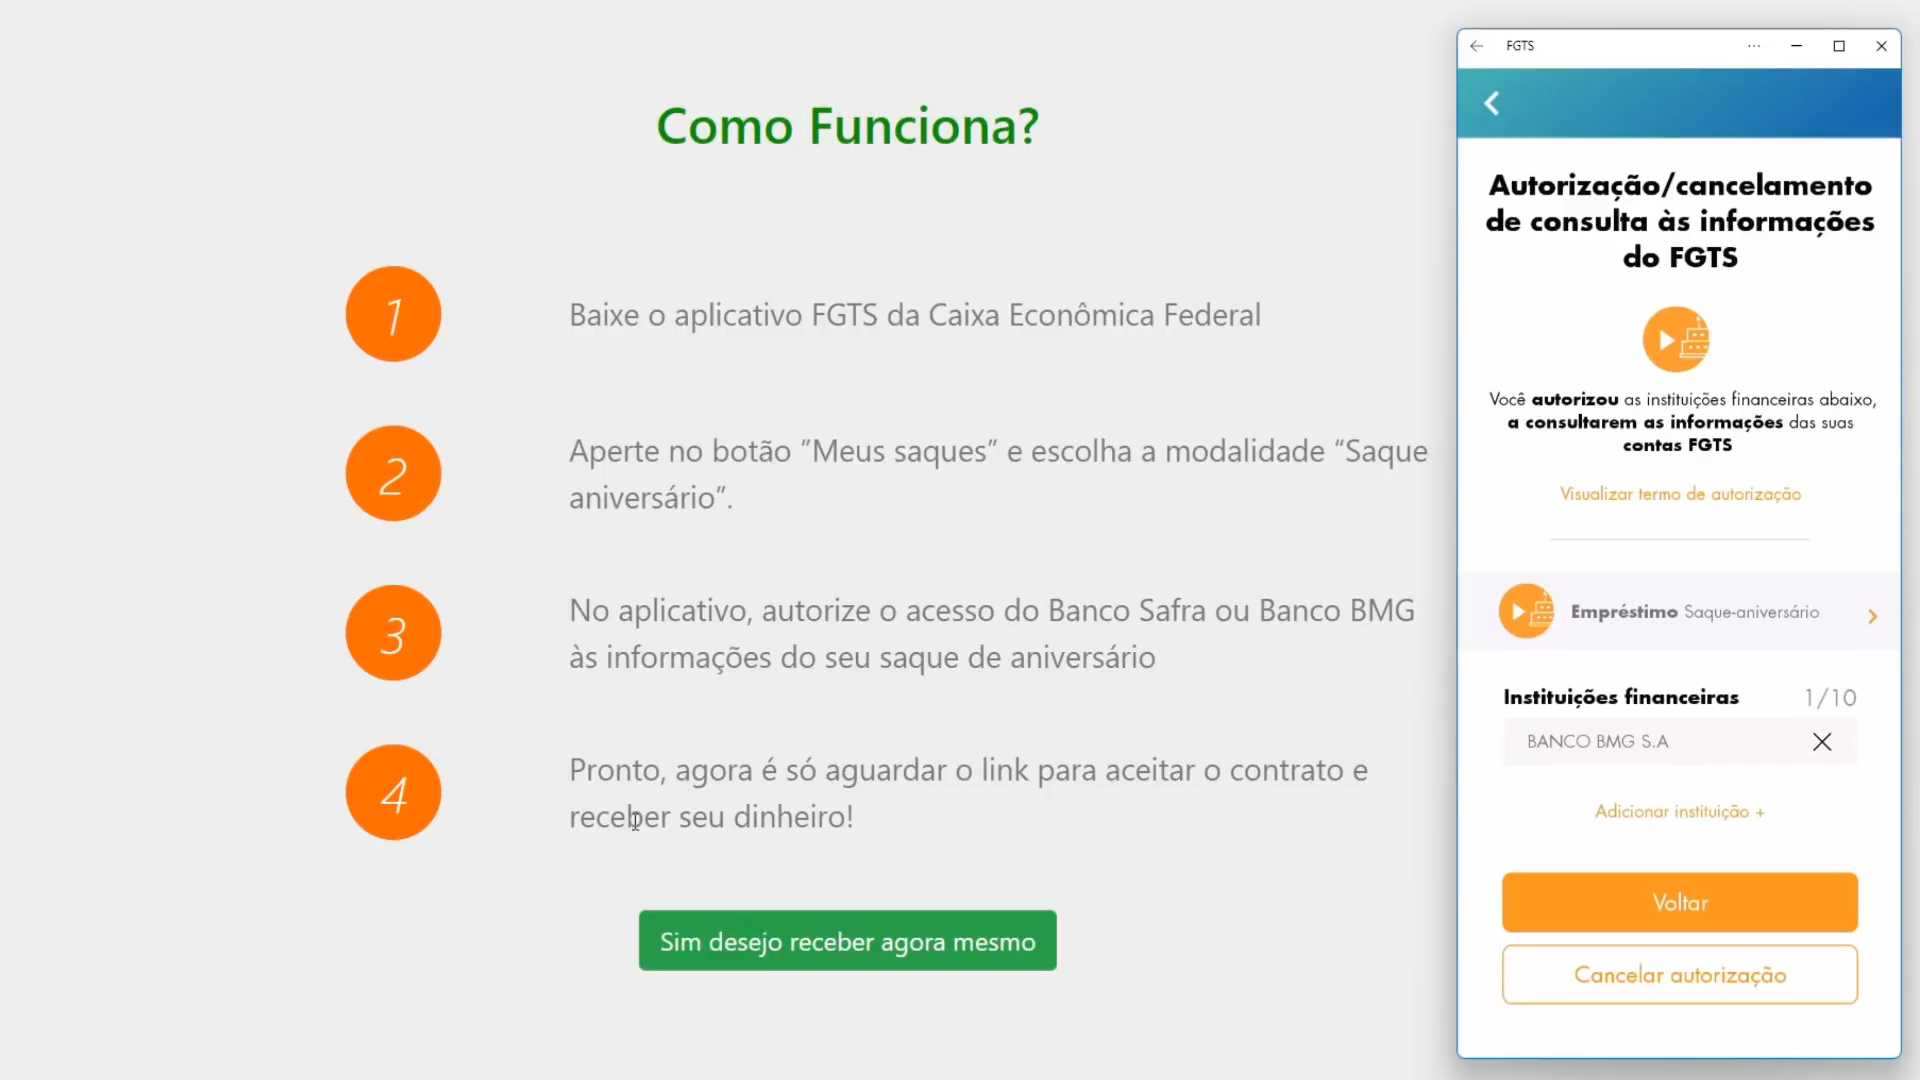 Como Funciona?
1
Baixe o aplicativo FGTS da Caixa Econômica Federal
2
Aperte no botão ”Meus saques” e escolha a modalidade “Saque
aniversário”.
3
No aplicativo, autorize o acesso do Banco Safra ou Banco BMG
às informações do seu saque de aniversário
4
Pronto, agora é só aguardar o link para aceitar o contrato e
receber seu dinheiro!
Sim desejo receber agora mesmo
FGTS
Autorização/cancelamento
de consulta às informações
do FGTS
Você autorizou as instituições financeiras abaixo,
a consultarem as informações das suas
contas FGTS
Visualizar termo de autorização
Empréstimo Saque-aniversário
Instituições financeiras 1/10
BANCO BMG S.A
Adicionar instituição +
Voltar
Cancelar autorização